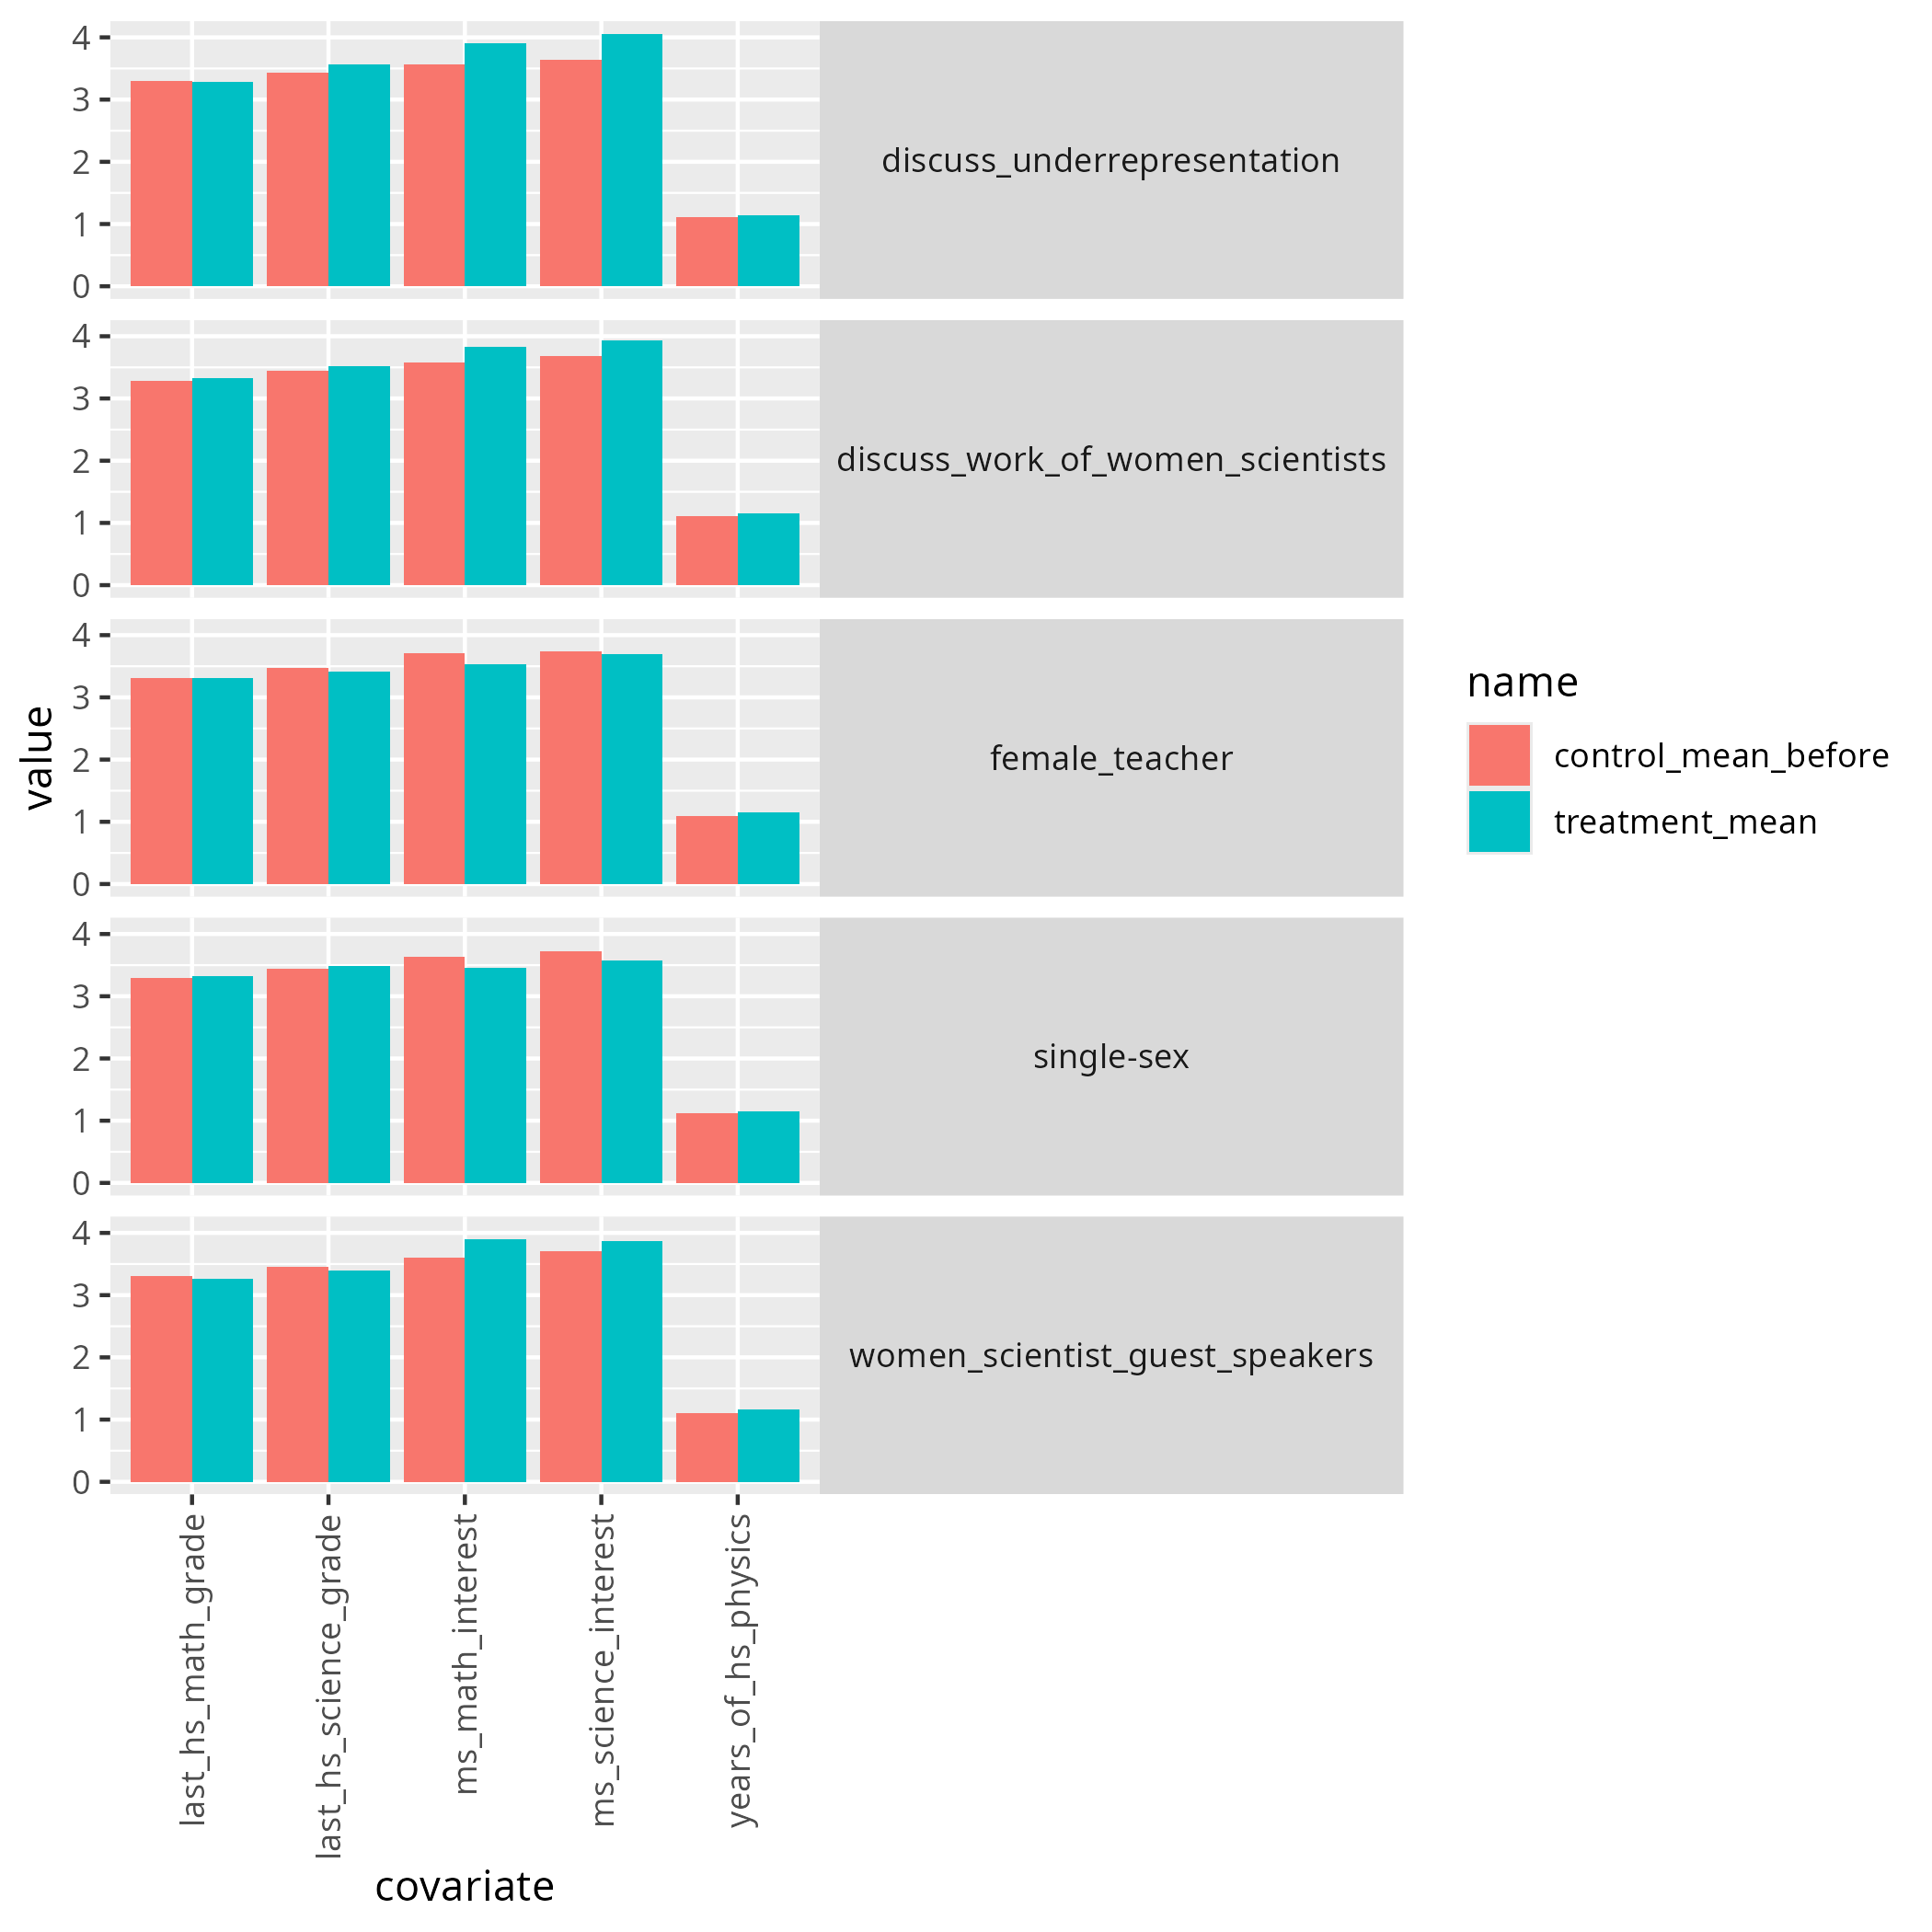 4
3
2
1
0
discuss_underrepresentation
4
3
2
1
0
discuss_work_of_women_scientists
4
3
2
1
0
female_teacher
4
3
2
1
0
single-sex
4
3
2
1
0
women_scientist_guest_speakers
value
last_hs_math_grade
last_hs_science_grade
ms_math_interest
ms_science_interest
years_of_hs_physics
covariate
name
control_mean_before
treatment_mean